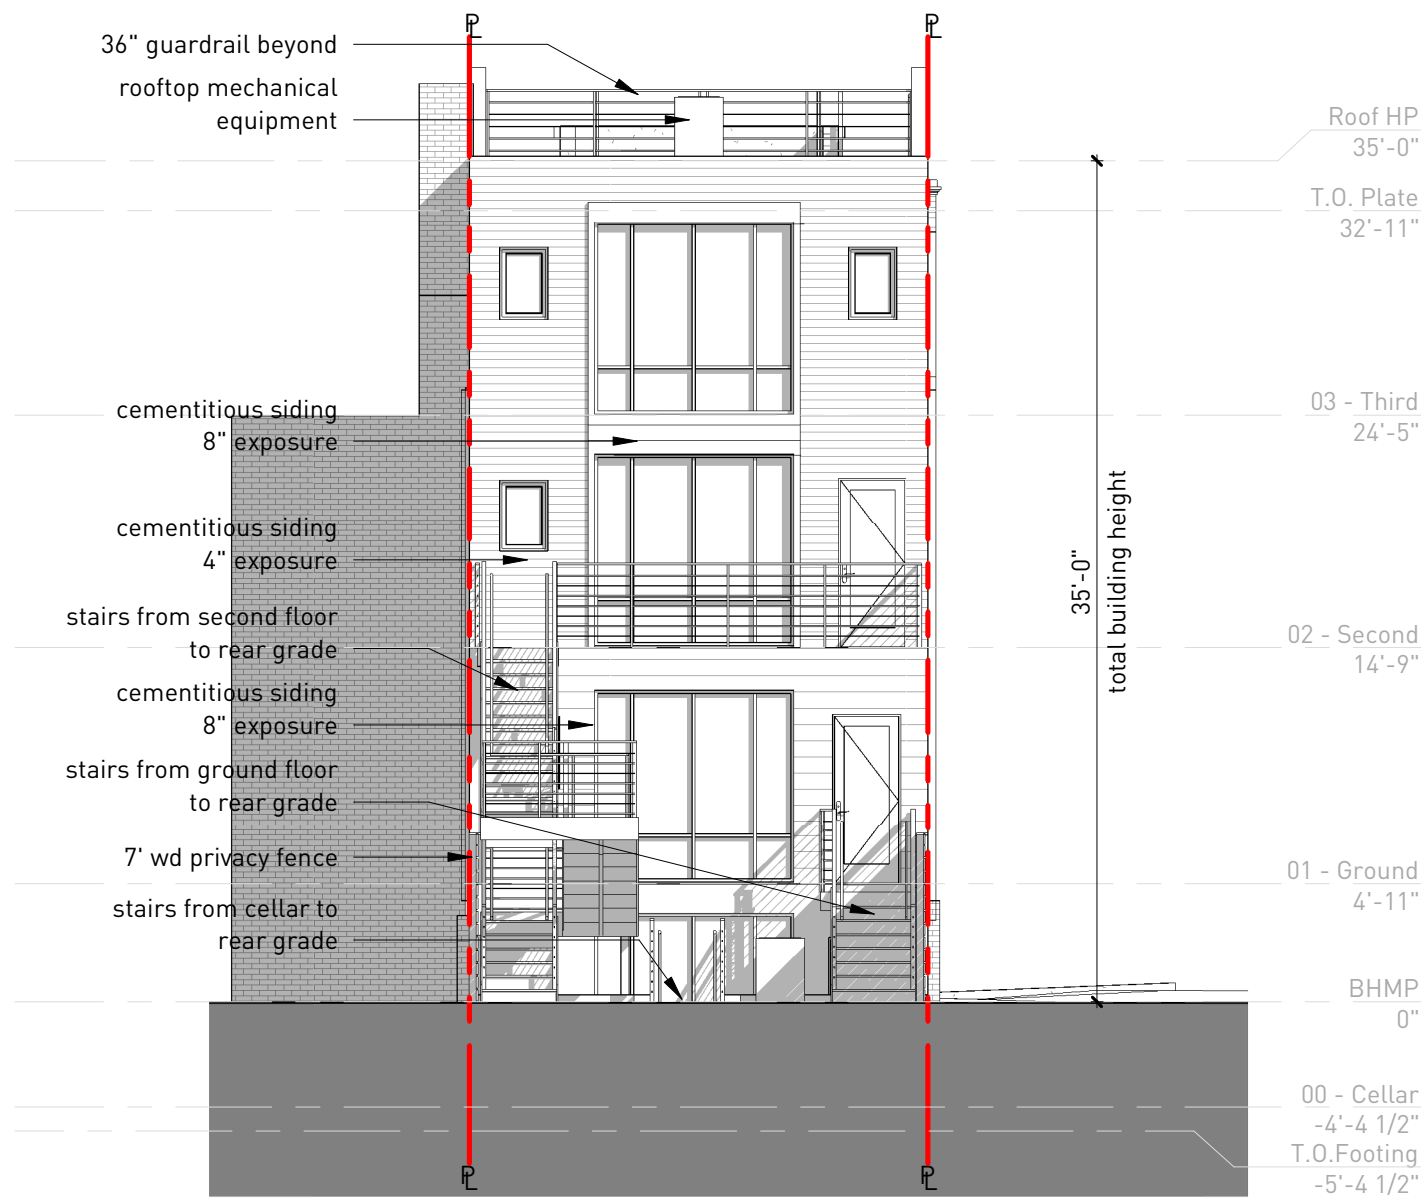 PL
PL
36" guardrail beyond
rooftop mechanical
equipment
Roof HP
35'-0"
T.O. Plate
32'-11"
cementitious siding
8" exposure
03 - Third
24'-5"
cementitious siding
4" exposure
35'-0"
total building height
stairs from second floor
to rear grade
02 - Second
14'-9"
cementitious siding
8" exposure
stairs from ground floor
to rear grade
7' wd privacy fence
01 - Ground
4'-11"
stairs from cellar to
rear grade
BHMP
0"
00 - Cellar
-4'-4 1/2"
T.O.Footing
-5'-4 1/2"
PL
PL